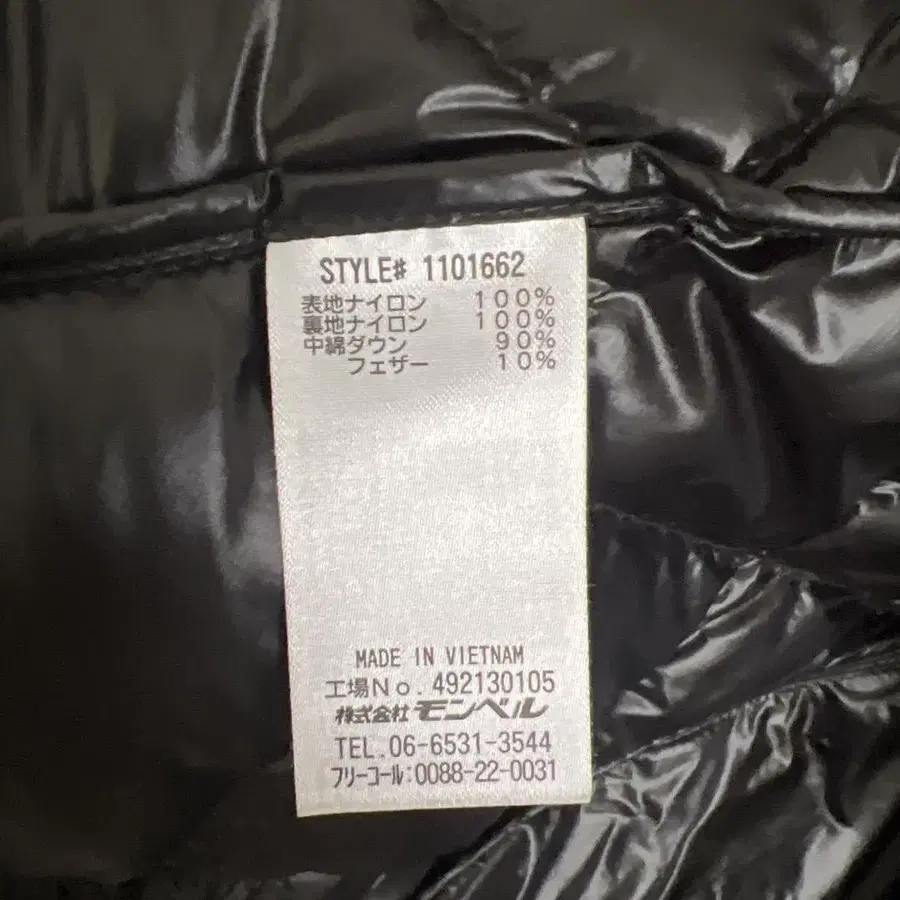 STYLE# 1101662
表地ナイロン 100%
裏地ナイロン 100%
中綿ダウン 90%
フェザー 10%
MADE IN VIETNAM
工場No.492130105
株式会社モンベル
TEL.06-6531-3544
フリーコール:0088-22-0031